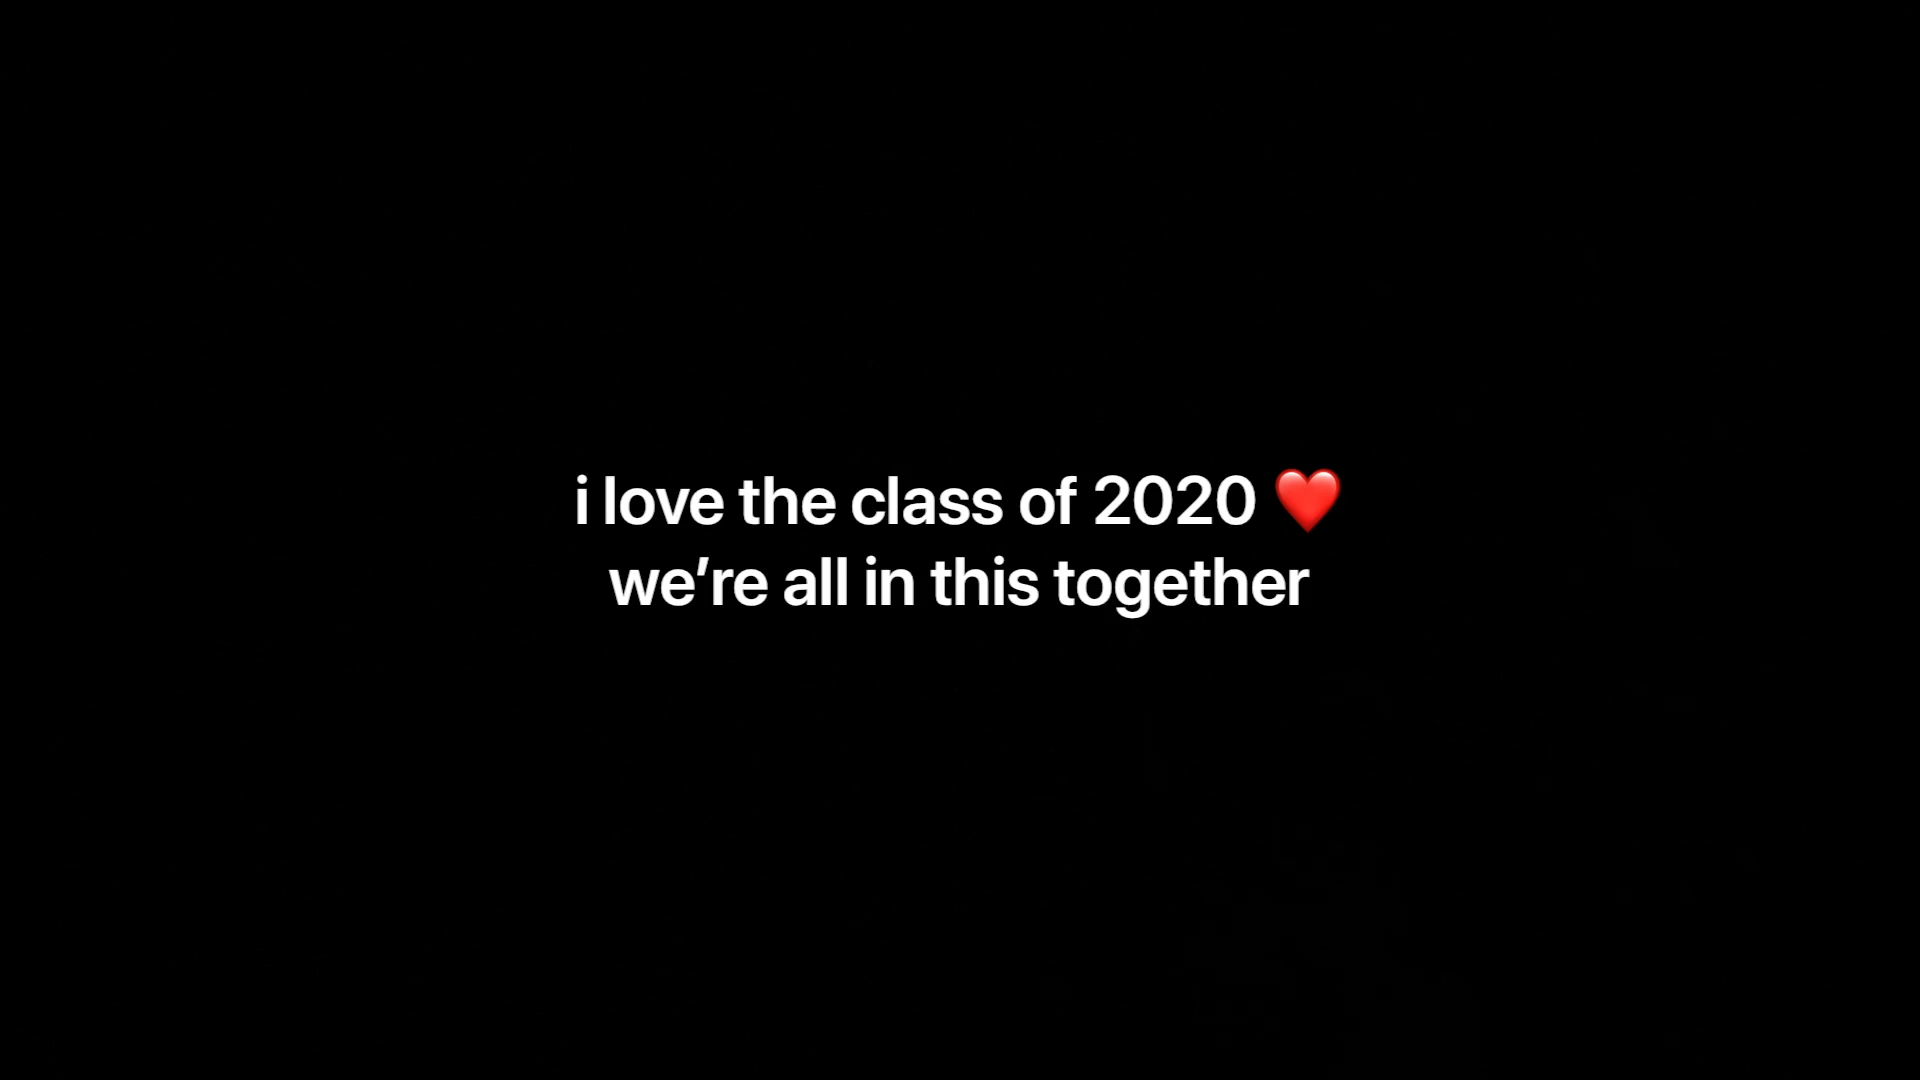 i love the class of 2020 ❤️
we’re all in this together